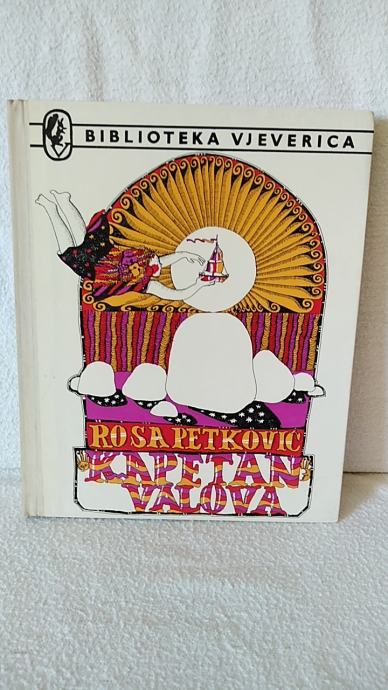 BIBLIOTEKA VJEVERICA
ROSA PETKOVIĆ
KAPETAN
VALOVA